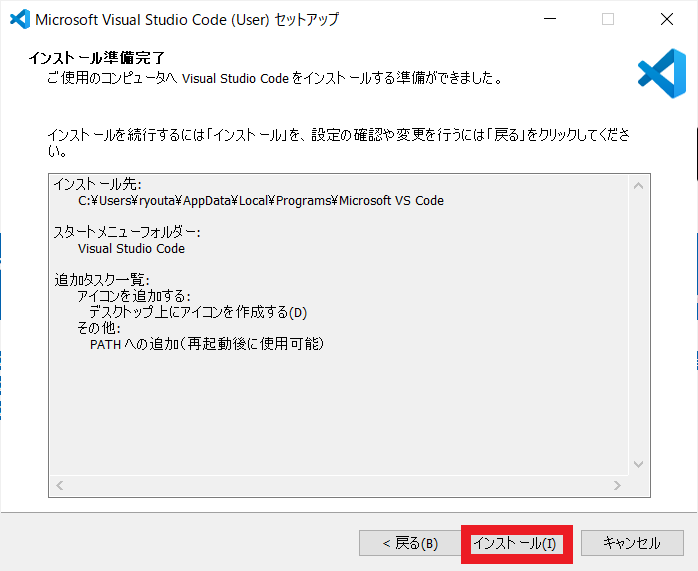 Microsoft Visual Studio Code (User) セットアップ
インストール準備完了
ご使用のコンピュータへ Visual Studio Code をインストールする準備ができました。
インストールを続行するには「インストール」を、設定の確認や変更を行うには「戻る」をクリックしてくださ
い。
インストール先:
C:¥Users¥ryouta¥AppData¥Local¥Programs¥Microsoft VS Code
スタートメニューフォルダー:
Visual Studio Code
追加タスク一覧:
アイコンを追加する:
デスクトップ上にアイコンを作成する(D)
その他:
PATH への追加（再起動後に使用可能）
< 戻る(B)
インストール(I)
キャンセル